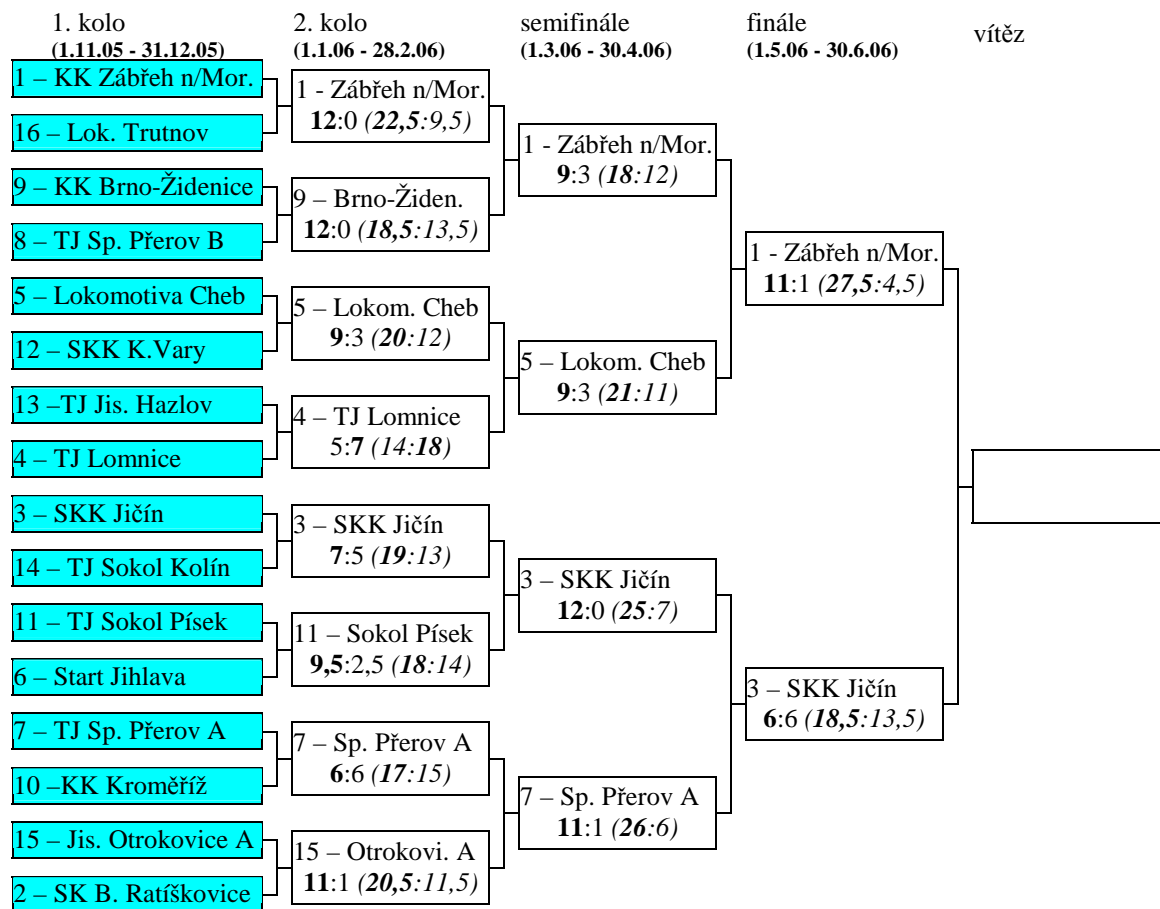 1. kolo
(1.11.05 - 31.12.05)
1 – KK Zábřeh n/Mor.
16 – Lok. Trutnov
9 – KK Brno-Židenice
8 – TJ Sp. Přerov B
5 – Lokomotiva Cheb
12 – SKK K.Vary
13 –TJ Jis. Hazlov
4 – TJ Lomnice
3 – SKK Jičín
14 – TJ Sokol Kolín
11 – TJ Sokol Písek
6 – Start Jihlava
7 – TJ Sp. Přerov A
10 –KK Kroměříž
15 – Jis. Otrokovice A
2 – SK B. Ratíškovice
2. kolo
(1.1.06 - 28.2.06)
1 - Zábřeh n/Mor.
12:0 (22,5:9,5)
9 – Brno-Židen.
12:0 (18,5:13,5)
5 – Lokom. Cheb
9:3 (20:12)
4 – TJ Lomnice
5:7 (14:18)
3 – SKK Jičín
7:5 (19:13)
11 – Sokol Písek
9,5:2,5 (18:14)
7 – Sp. Přerov A
6:6 (17:15)
15 – Otrokovi. A
11:1 (20,5:11,5)
semifinále
(1.3.06 - 30.4.06)
1 - Zábřeh n/Mor.
9:3 (18:12)
5 – Lokom. Cheb
9:3 (21:11)
3 – SKK Jičín
12:0 (25:7)
7 – Sp. Přerov A
11:1 (26:6)
finále
(1.5.06 - 30.6.06)
1 - Zábřeh n/Mor.
11:1 (27,5:4,5)
3 – SKK Jičín
6:6 (18,5:13,5)
vítěz